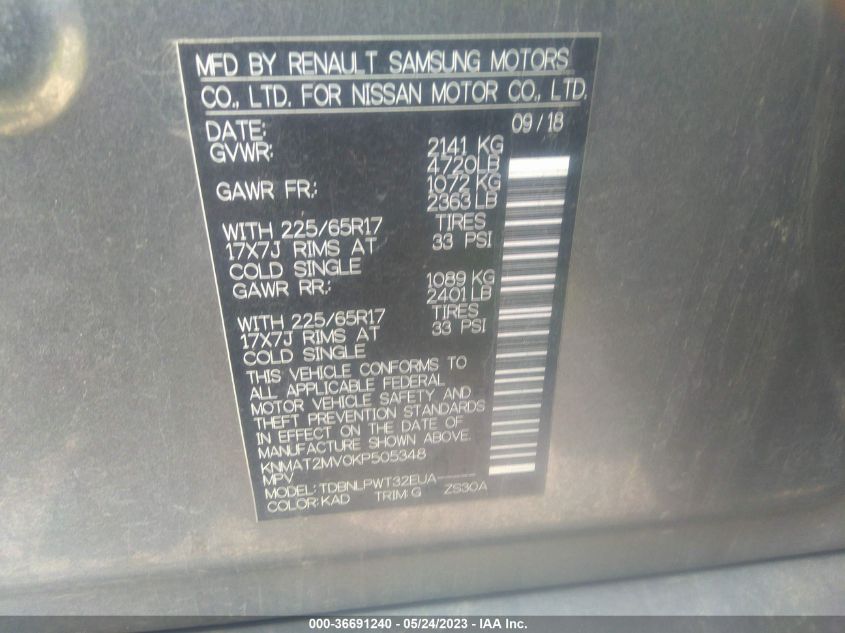 MFD BY RENAULT SAMSUNG MOTORS
CO., LTD. FOR NISSAN MOTOR CO., LTD.
DATE: 09 / 18
GVWR: 2141 KG
4720LB
GAWR FR.: 1072 KG
2363 LB
WITH 225/65R17 TIRES
17X7J RIMS AT 33 PSI
COLD SINGLE
GAWR RR.: 1089 KG
2401 LB
WITH 225/65R17 TIRES
17X7J RIMS AT 33 PSI
COLD SINGLE
THIS VEHICLE CONFORMS TO
ALL APPLICABLE FEDERAL
MOTOR VEHICLE SAFETY AND
THEFT PREVENTION STANDARDS
IN EFFECT ON THE DATE OF
MANUFACTURE SHOWN ABOVE.
KNMAT2MV0KP505348
MPV
MODEL: TDBNLPWT32EUA-----
COLOR: KAD TRIM: G ZS30A
000-36691240 - 05/24/2023 - IAA Inc.